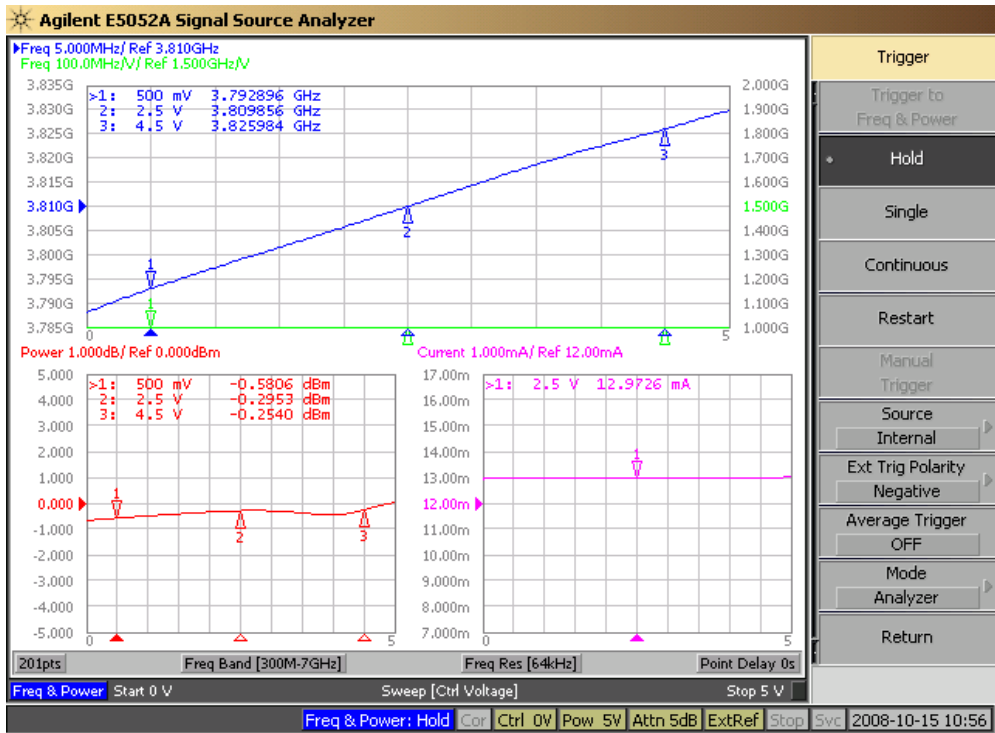 Agilent E5052A Signal Source Analyzer
Freq 5.000MHz/ Ref 3.810GHz
Freq 100.0MHz/V/ Ref 1.500GHz/V
3.835G
3.830G
3.825G
3.820G
3.815G
3.810G
3.805G
3.800G
3.795G
3.790G
3.785G
>1: 500 mV 3.792896 GHz
2: 2.5 V 3.809856 GHz
3: 4.5 V 3.825984 GHz
1
2
3
1
0
5
2.000G
1.900G
1.800G
1.700G
1.600G
1.500G
1.400G
1.300G
1.200G
1.100G
1.000G
Power 1.000dB/ Ref 0.000dBm
5.000
4.000
3.000
2.000
1.000
0.000
-1.000
-2.000
-3.000
-4.000
-5.000
>1: 500 mV -0.5806 dBm
2: 2.5 V -0.2953 dBm
3: 4.5 V -0.2540 dBm
1
2
3
0
5
Current 1.000mA/ Ref 12.00mA
17.00m
16.00m
15.00m
14.00m
13.00m
12.00m
11.00m
10.00m
9.000m
8.000m
7.000m
>1: 2.5 V 12.9726 mA
1
0
5
201pts Freq Band [300M-7GHz] Freq Res [64kHz] Point Delay 0s
Freq & Power Start 0 V Sweep [Ctrl Voltage] Stop 5 V
Freq & Power: Hold Cor Ctrl 0V Pow 5V Attn 5dB ExtRef Stop Svc 2008-10-15 10:56
Trigger
Trigger to
Freq & Power
Hold
Single
Continuous
Restart
Manual
Trigger
Source
Internal
Ext Trig Polarity
Negative
Average Trigger
OFF
Mode
Analyzer
Return